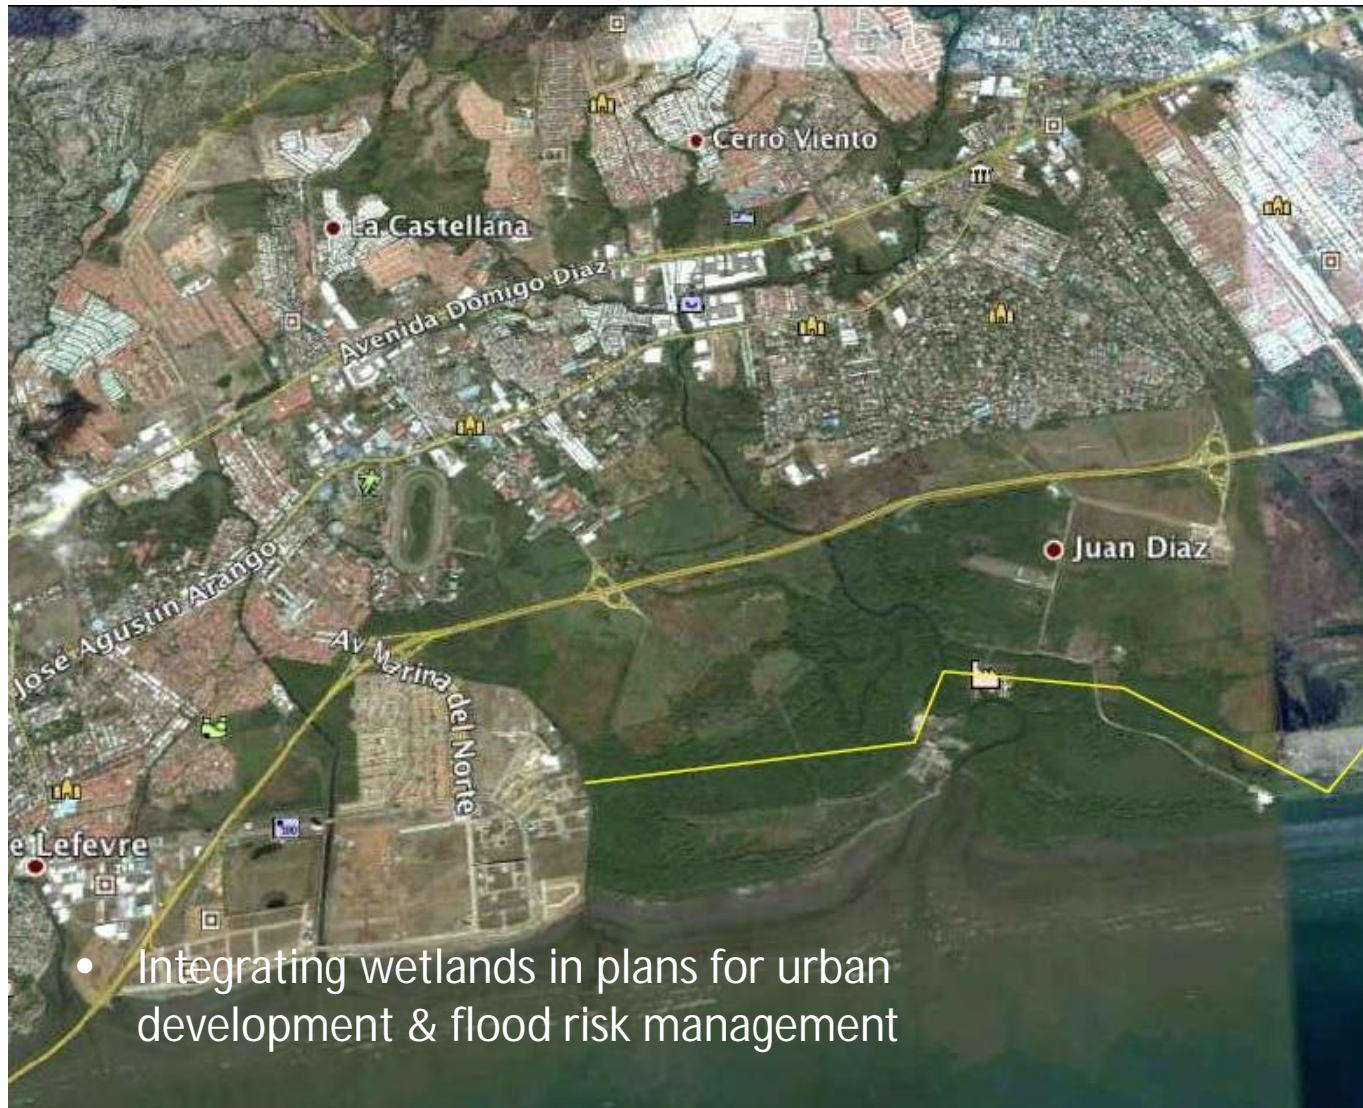 Cerro Viento
La Castellana
Avenida Domigo Diaz
Juan Diaz
José Agustin Arango
Av Marina del Norte
e Lefevre
• Integrating wetlands in plans for urban
development & flood risk management